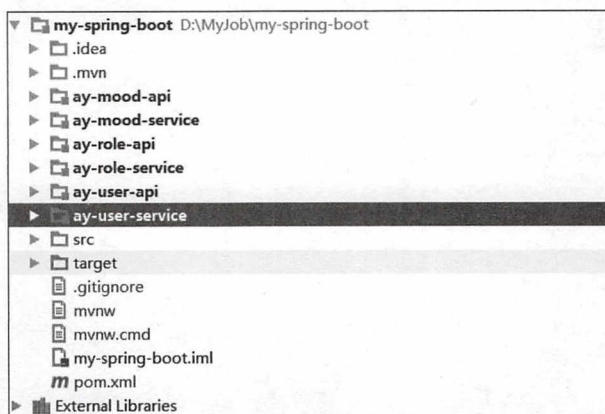 my-spring-boot D:\MyJob\my-spring-boot
.idea
.mvn
ay-mood-api
ay-mood-service
ay-role-api
ay-role-service
ay-user-api
ay-user-service
src
target
.gitignore
mvnw
mvnw.cmd
my-spring-boot.iml
pom.xml
External Libraries